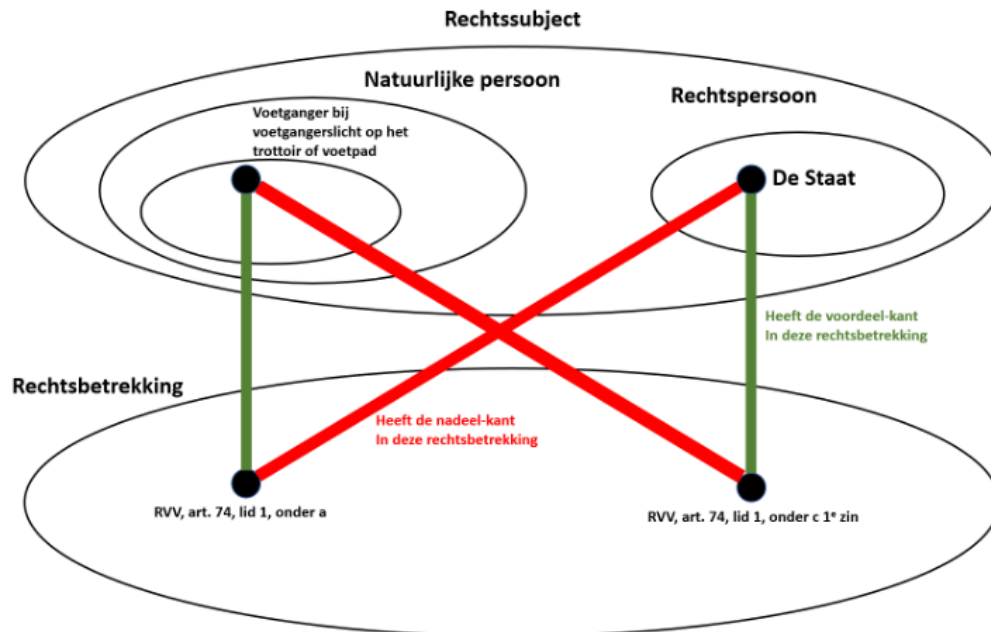 Rechtssubject
Natuurlijke persoon
Rechtspersoon
Voetganger bij
voetgangerslicht op het
trottoir of voetpad
De Staat
Heeft de voordeel-kant
In deze rechtsbetrekking
Rechtsbetrekking
Heeft de nadeel-kant
In deze rechtsbetrekking
RVV, art. 74, lid 1, onder a
RVV, art. 74, lid 1, onder c 1e zin